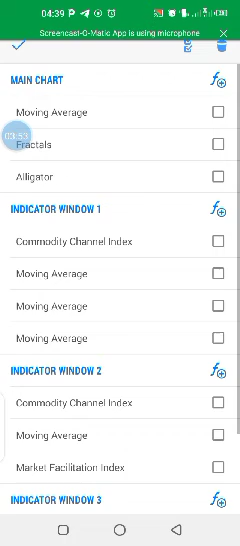 04:39 P
Screencast-O-Matic App is using microphone
MAIN CHART
Moving Average
Fractals
Alligator
INDICATOR WINDOW 1
Commodity Channel Index
Moving Average
Moving Average
Moving Average
INDICATOR WINDOW 2
Commodity Channel Index
Moving Average
Market Facilitation Index
INDICATOR WINDOW 3